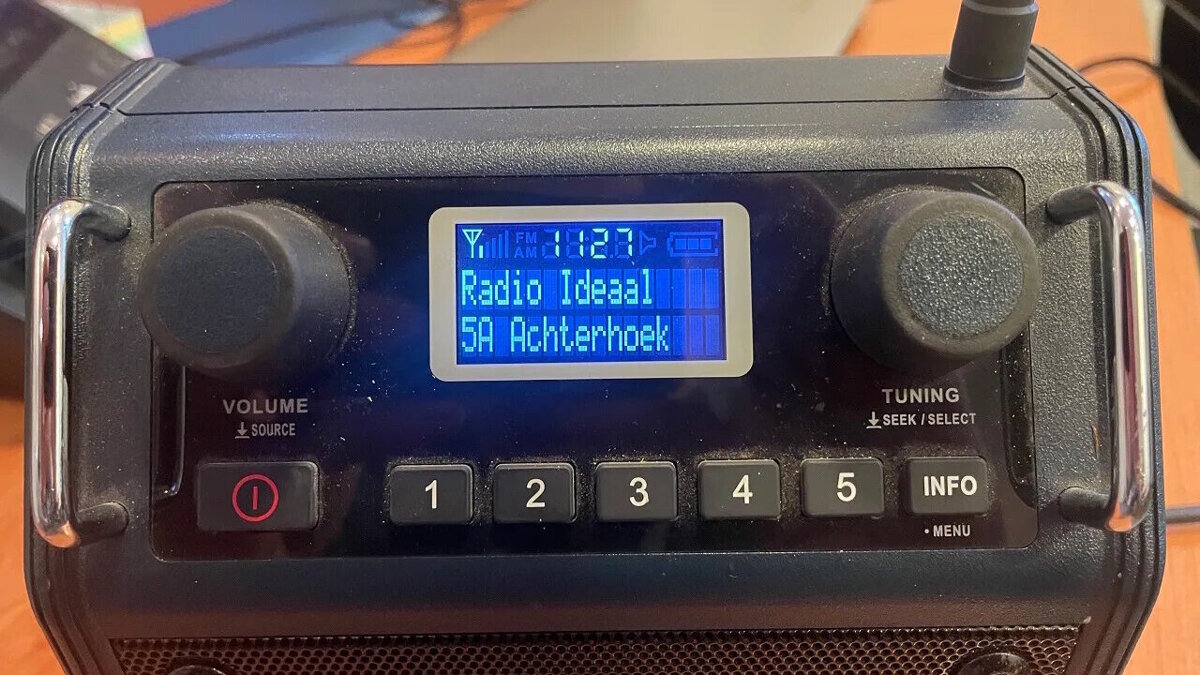 FM 1127
AM
Radio Ideaal
5A Achterhoek
VOLUME
SOURCE
TUNING
SEEK / SELECT
1 2 3 4 5 INFO
• MENU